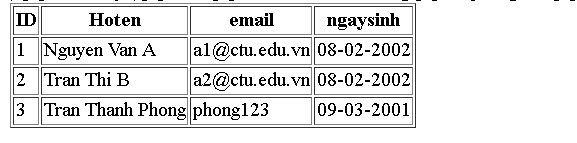 ID Hoten email ngaysinh
1 Nguyen Van A a1@ctu.edu.vn 08-02-2002
2 Tran Thi B a2@ctu.edu.vn 08-02-2002
3 Tran Thanh Phong phong123 09-03-2001